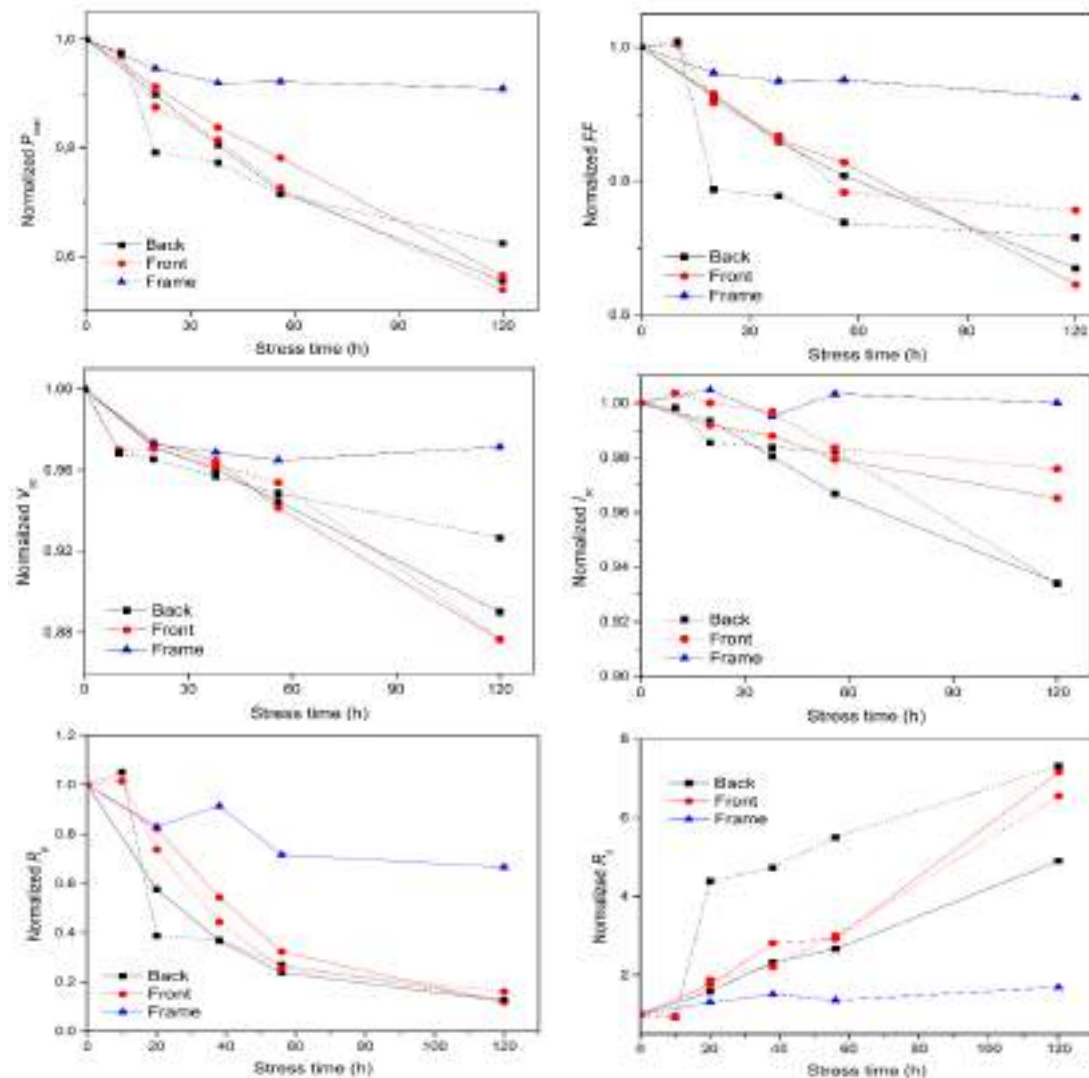 1,0
0,8
0,6
Normalized P
Back
Front
Frame
0 30 60 90 120
Stress time (h)
1,0
0,8
0,6
Normalized FF
Back
Front
Frame
0 30 60 90 120
Stress time (h)
1.00
0.96
0.92
0.88
Normalized V
Back
Front
Frame
0 30 60 90 120
Stress time (h)
1.00
0.98
0.96
0.94
0.92
0.90
Normalized I
Back
Front
Frame
0 30 60 90 120
Stress time (h)
1.2
1.0
0.8
0.6
0.4
0.2
0.0
Normalized R
Back
Front
Frame
0 20 40 60 80 100 120
Stress time (h)
8
6
4
2
Normalized R
Back
Front
Frame
0 20 40 60 80 100 120
Stress time (h)